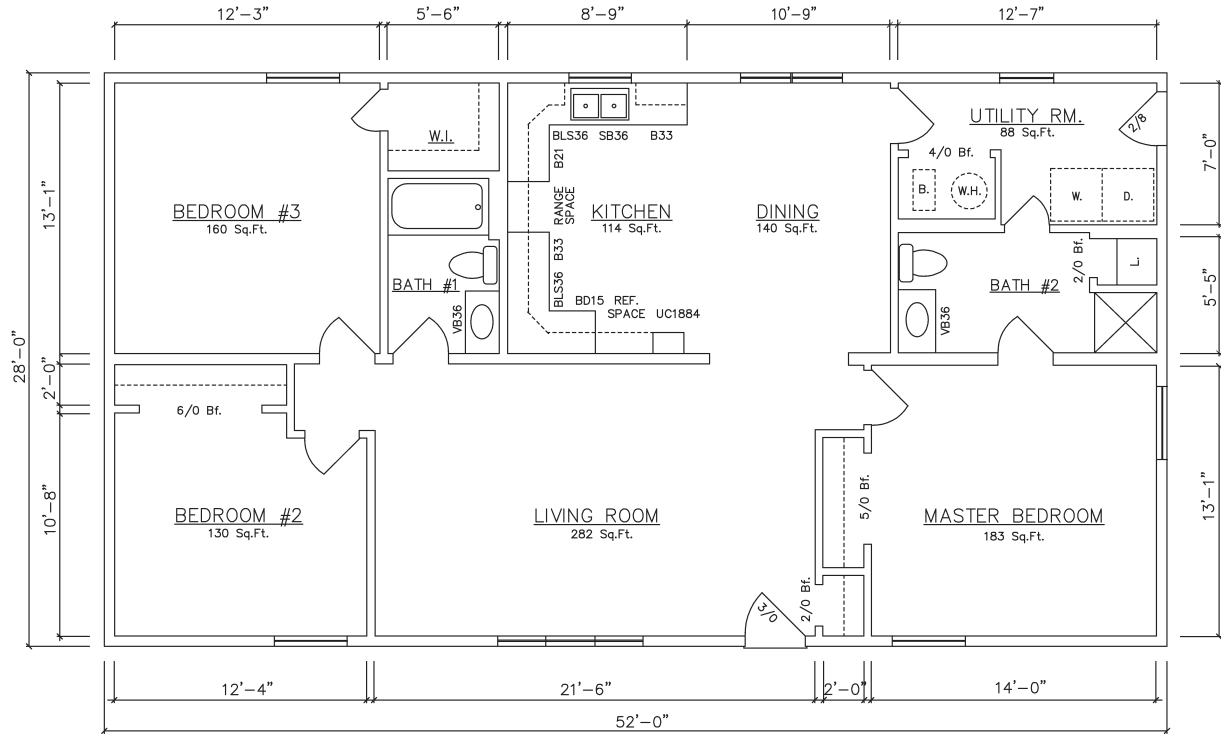 12'-3" 5'-6" 8'-9" 10'-9" 12'-7"
UTILITY RM.
88 Sq.Ft.
2/8
W.I.
BLS36 SB36 B33
4/0 Bf.
B21
B.
W.H.
W.
D.
7'-0"
13'-1"
BEDROOM #3
160 Sq.Ft.
RANGE
SPACE
KITCHEN
114 Sq.Ft.
DINING
140 Sq.Ft.
B33
BLS36
BATH #1
VB36
BD15 REF.
SPACE UC1884
2/0 Bf.
L.
BATH #2
VB36
5'-5"
28'-0"
2'-0"
6/0 Bf.
10'-8"
BEDROOM #2
130 Sq.Ft.
LIVING ROOM
282 Sq.Ft.
5/0 Bf.
MASTER BEDROOM
183 Sq.Ft.
13'-1"
3/0
2/0 Bf.
12'-4" 21'-6" 2'-0" 14'-0"
52'-0"